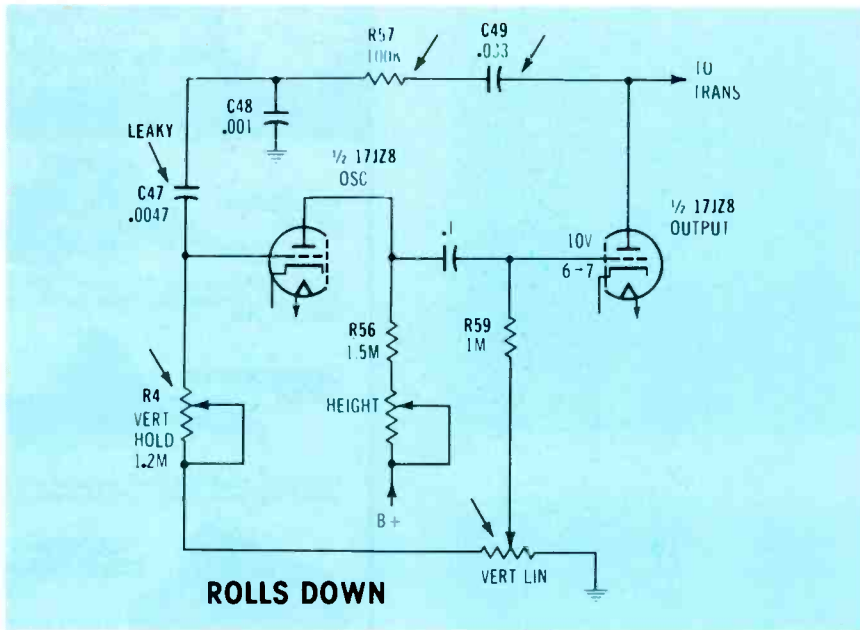 R57
100K
C49
.033
TO
TRANS
C48
.001
LEAKY
C47
.0047
½ 17JZ8
OSC
½ 17JZ8
OUTPUT
.1
10V
6-7
R56
1.5M
R59
1M
R4
VERT
HOLD
1.2M
HEIGHT
B+
VERT LIN
ROLLS DOWN